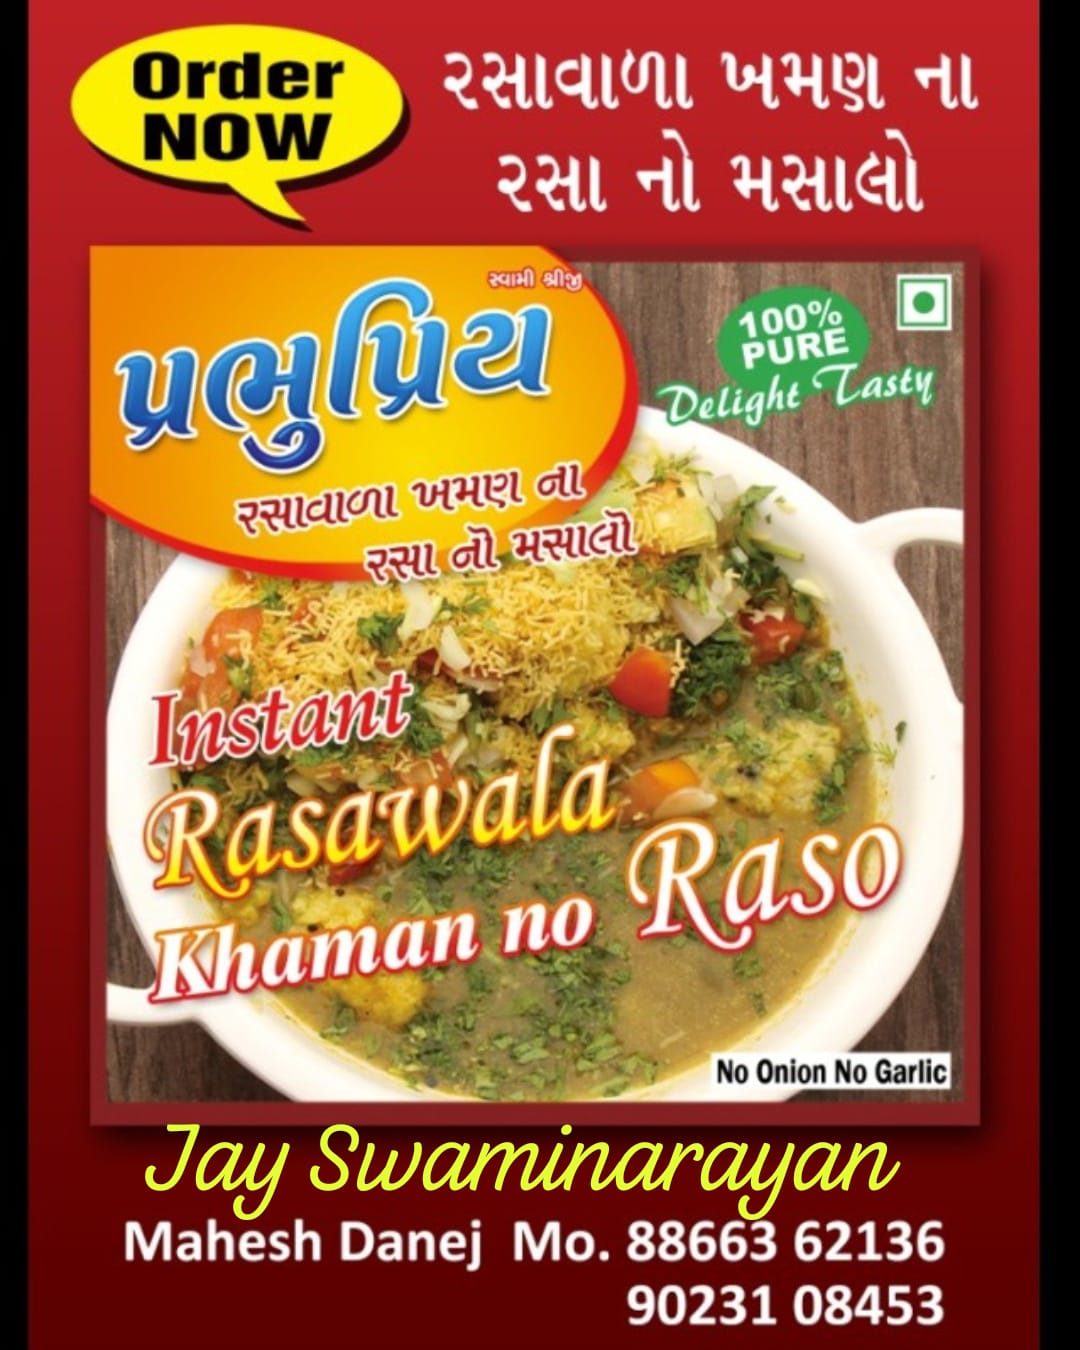 Order
NOW
રસાવાળા ખમણ ના
રસા નો મસાલો
સ્વામી શ્રીજી
પ્રભુપ્રિય
રસાવાળા ખમણ ના
રસા નો મસાલો
100%
PURE
Delight Tasty
Instant
Rasawala
Khaman no Raso
No Onion No Garlic
Jay Swaminarayan
Mahesh Danej Mo. 88663 62136
90231 08453